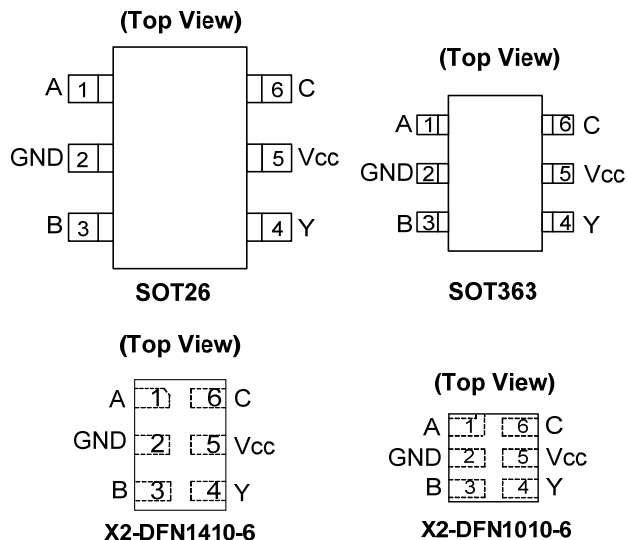 (Top View)
A 1 6 C
GND 2 5 Vcc
B 3 4 Y
SOT26
(Top View)
A 1 6 C
GND 2 5 Vcc
B 3 4 Y
SOT363
(Top View)
A 1 6 C
GND 2 5 Vcc
B 3 4 Y
X2-DFN1410-6
(Top View)
A 1 6 C
GND 2 5 Vcc
B 3 4 Y
X2-DFN1010-6